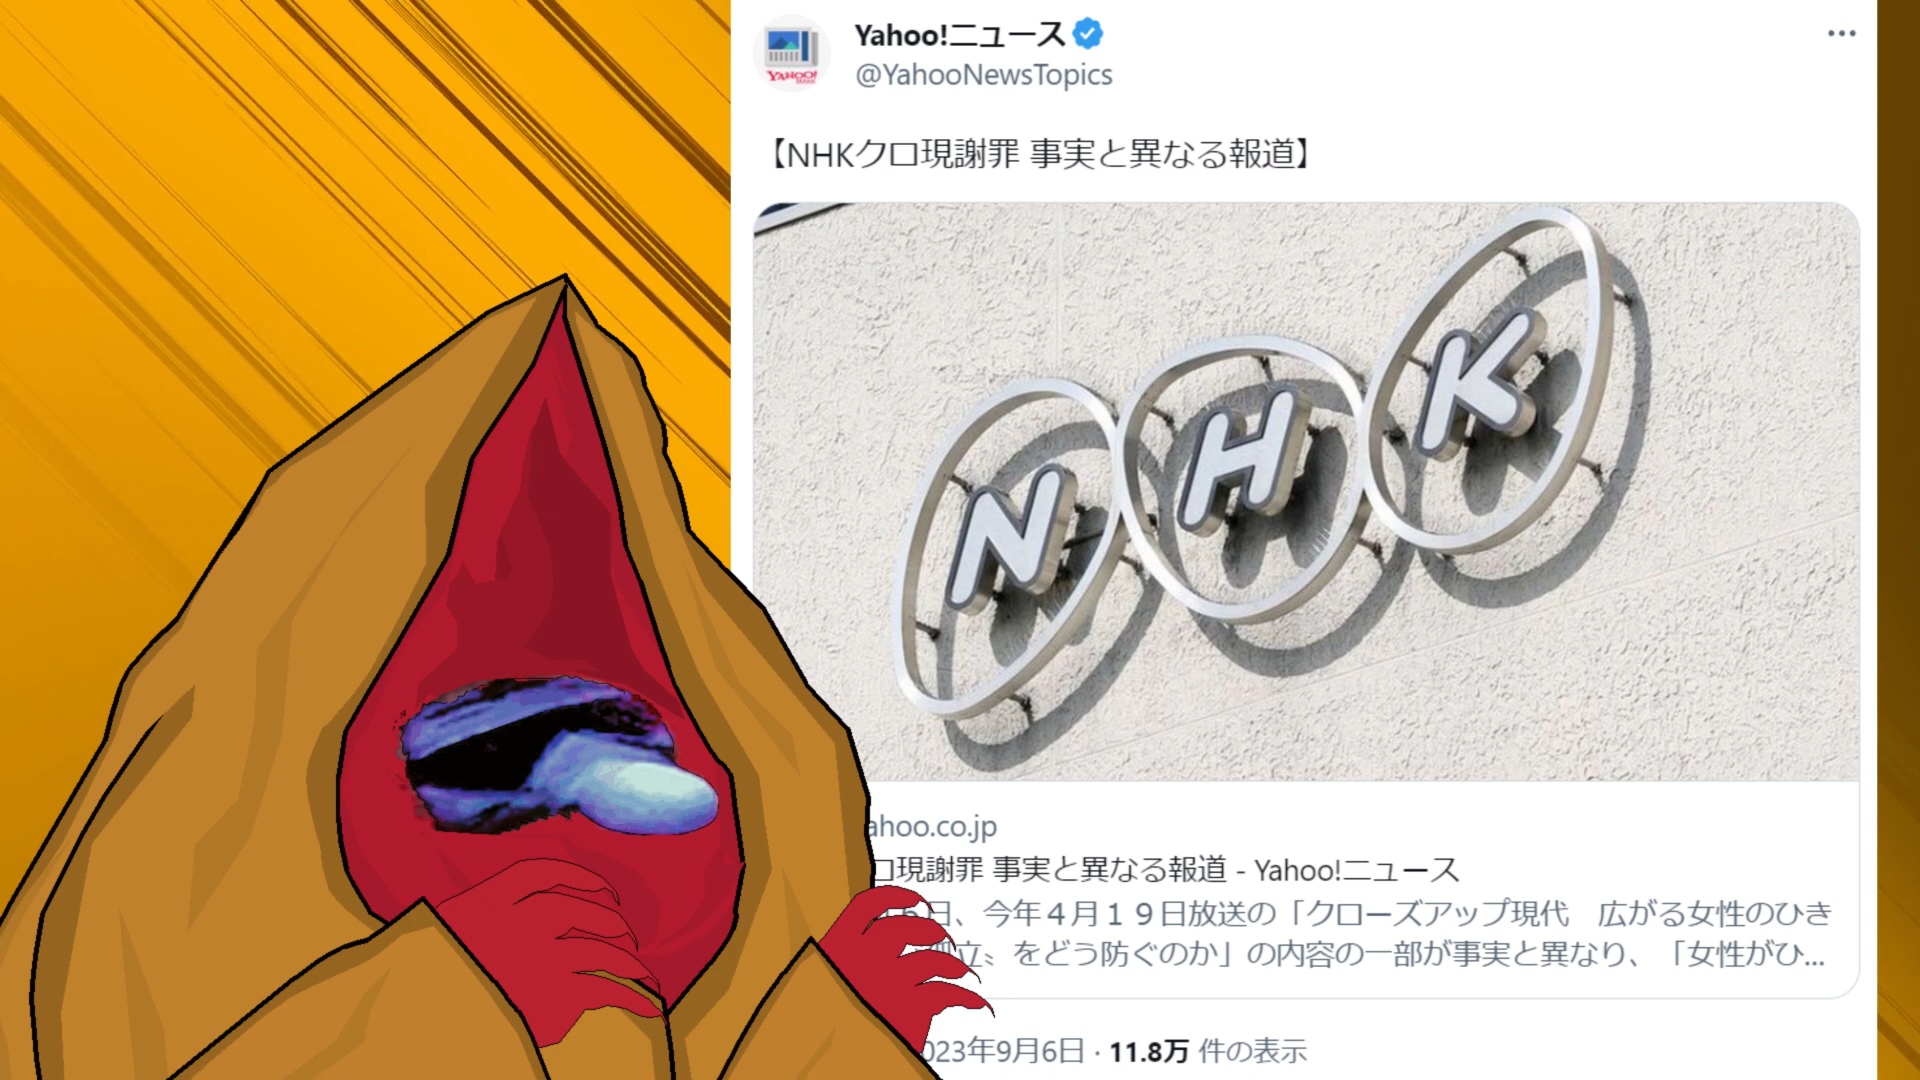 Yahoo!ニュース
@YahooNewsTopics
YAHOO!
JAPAN
【NHKクロ現謝罪 事実と異なる報道】
NHK
ahoo.co.jp
ロ現謝罪 事実と異なる報道 - Yahoo!ニュース
日、今年４月１９日放送の「クローズアップ現代　広がる女性のひき
立〟をどう防ぐのか」の内容の一部が事実と異なり、「女性がひ...
023年9月6日 · 11.8万 件の表示